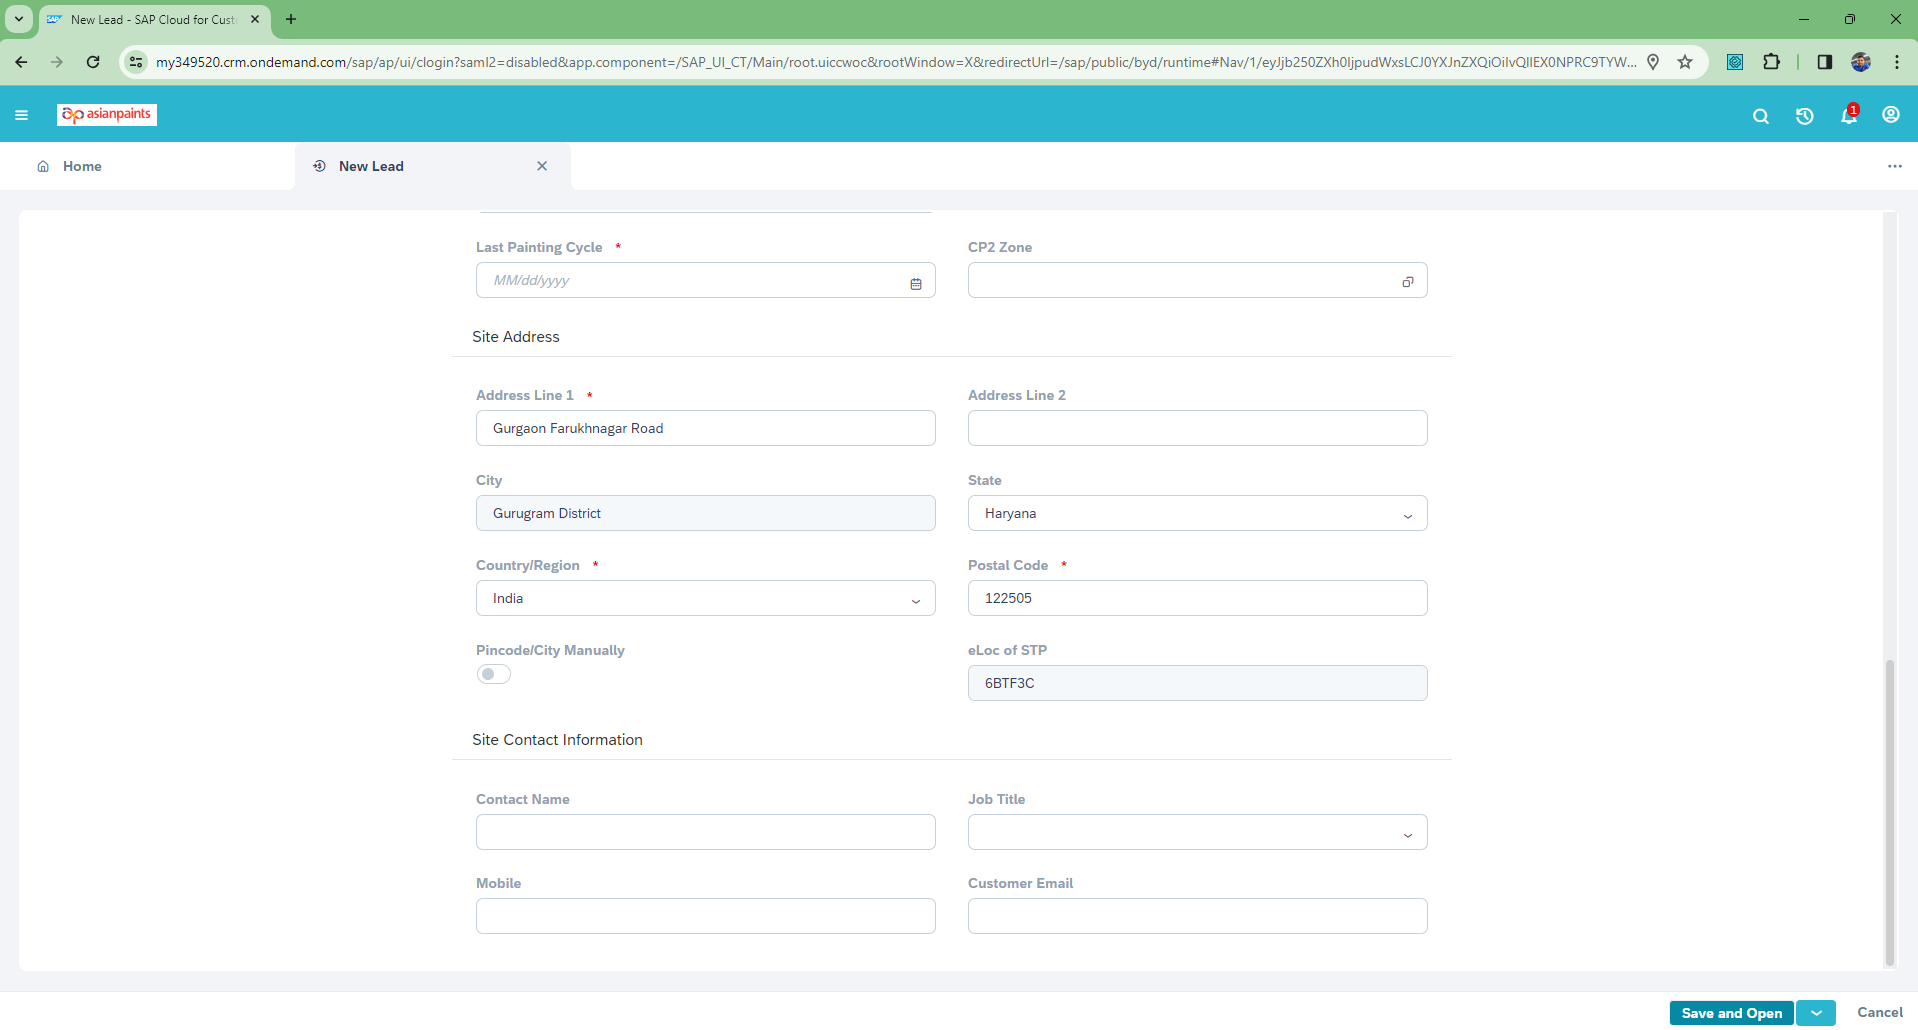 New Lead - SAP Cloud for Cust
my349520.crm.ondemand.com/sap/ap/ui/clogin?saml2=disabled&app.component=/SAP_UI_CT/Main/root.uiccwoc&rootWindow=X&redirectUrl=/sap/public/byd/runtime#Nav/1/
asianpaints
1
Home
New Lead
Last Painting Cycle *
CP2 Zone
MM/dd/yyyy
Site Address
Address Line 1 *
Address Line 2
Gurgaon Farukhnagar Road
City
State
Gurugram District
Haryana
Country/Region *
Postal Code *
India
122505
Pincode/City Manually
eLoc of STP
6BTF3C
Site Contact Information
Contact Name
Job Title
Mobile
Customer Email
Save and Open
Cancel